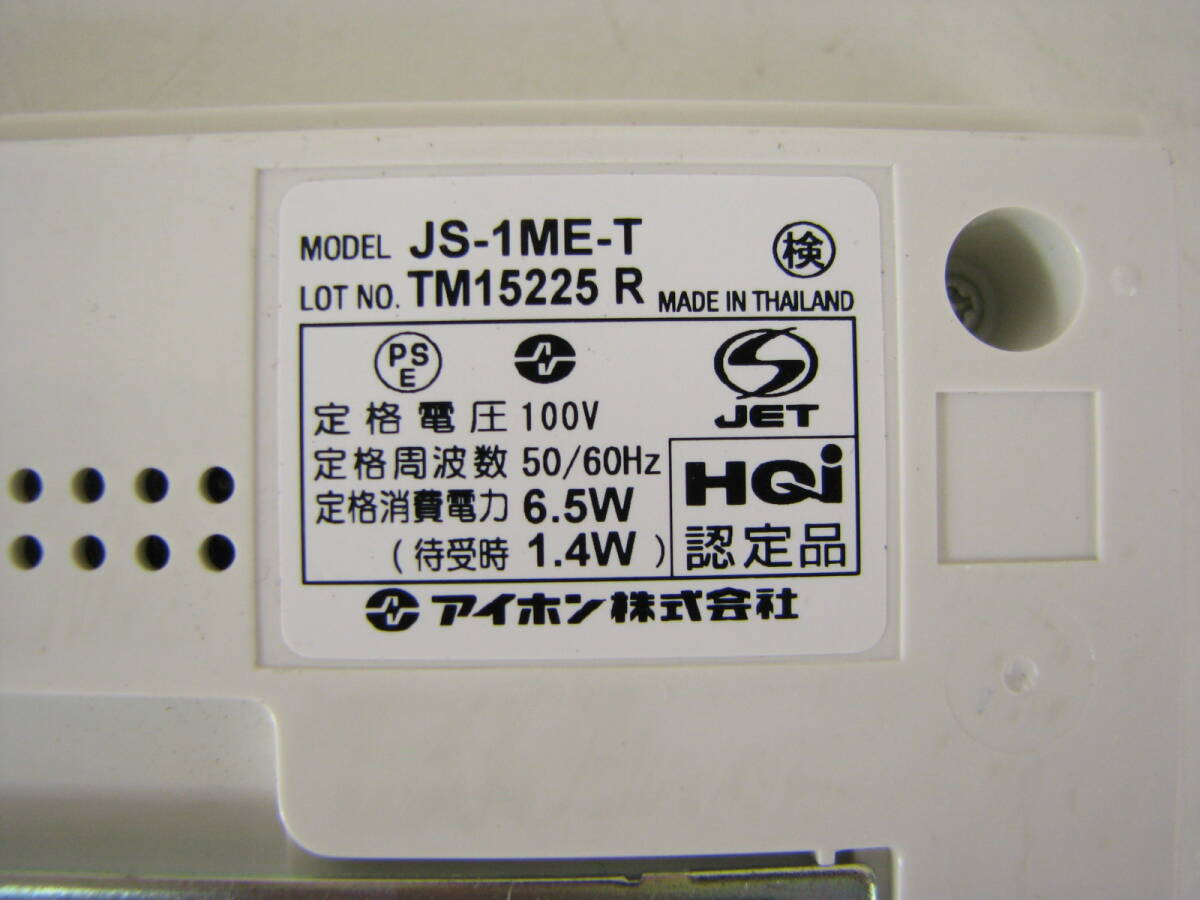 MODEL JS-1ME-T
検
LOT NO. TM15225 R
MADE IN THAILAND
PS
E
JET
定格電圧 100V
定格周波数 50/60Hz
定格消費電力 6.5W
(待受時 1.4W)
HQi
認定品
アイホン株式会社